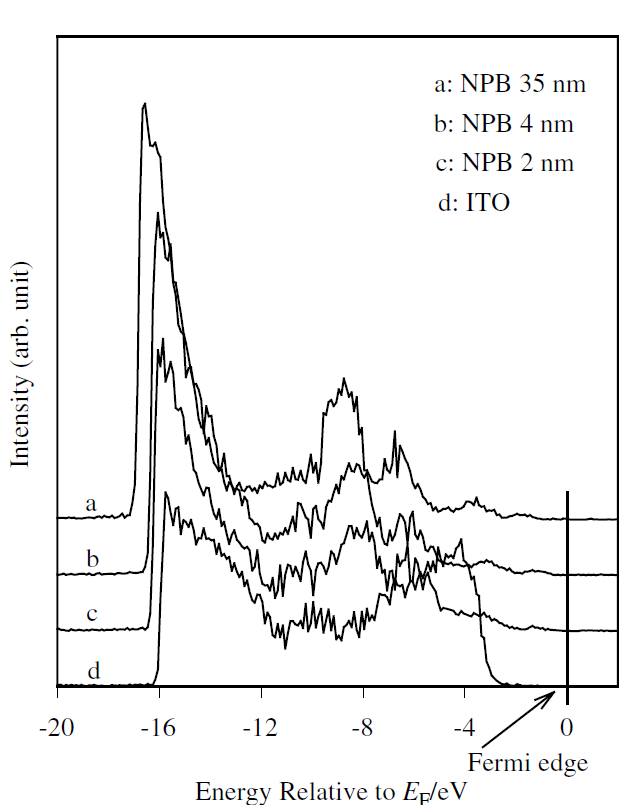 a: NPB 35 nm
b: NPB 4 nm
c: NPB 2 nm
d: ITO
Intensity (arb. unit)
a
b
c
d
-20 -16 -12 -8 -4 0
Fermi edge
Energy Relative to E_F/eV